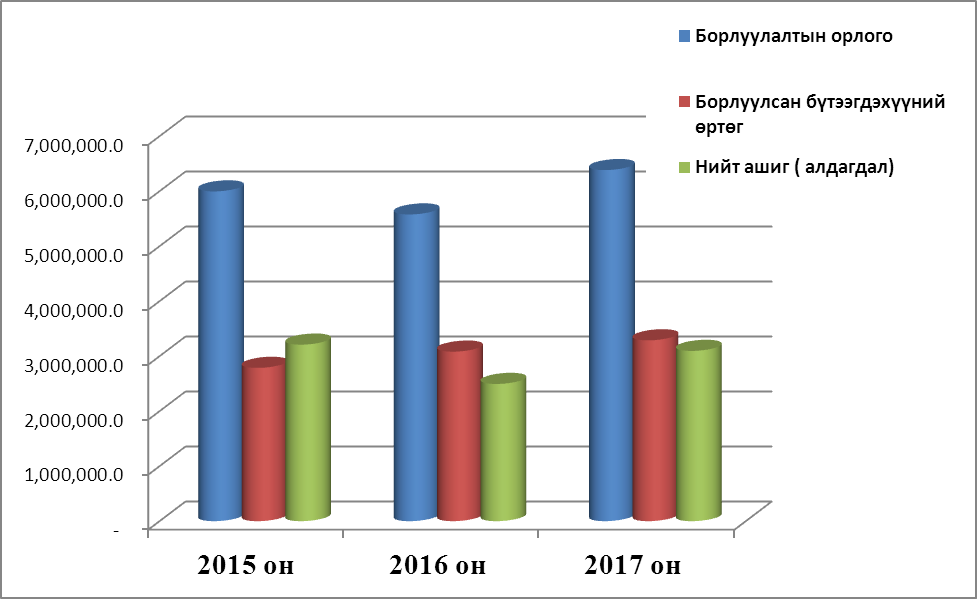 Борлуулалтын орлого
Борлуулсан бүтээгдэхүүний
өртөг
Нийт ашиг ( алдагдал)
7,000,000.0
6,000,000.0
5,000,000.0
4,000,000.0
3,000,000.0
2,000,000.0
1,000,000.0
-
2015 он
2016 он
2017 он